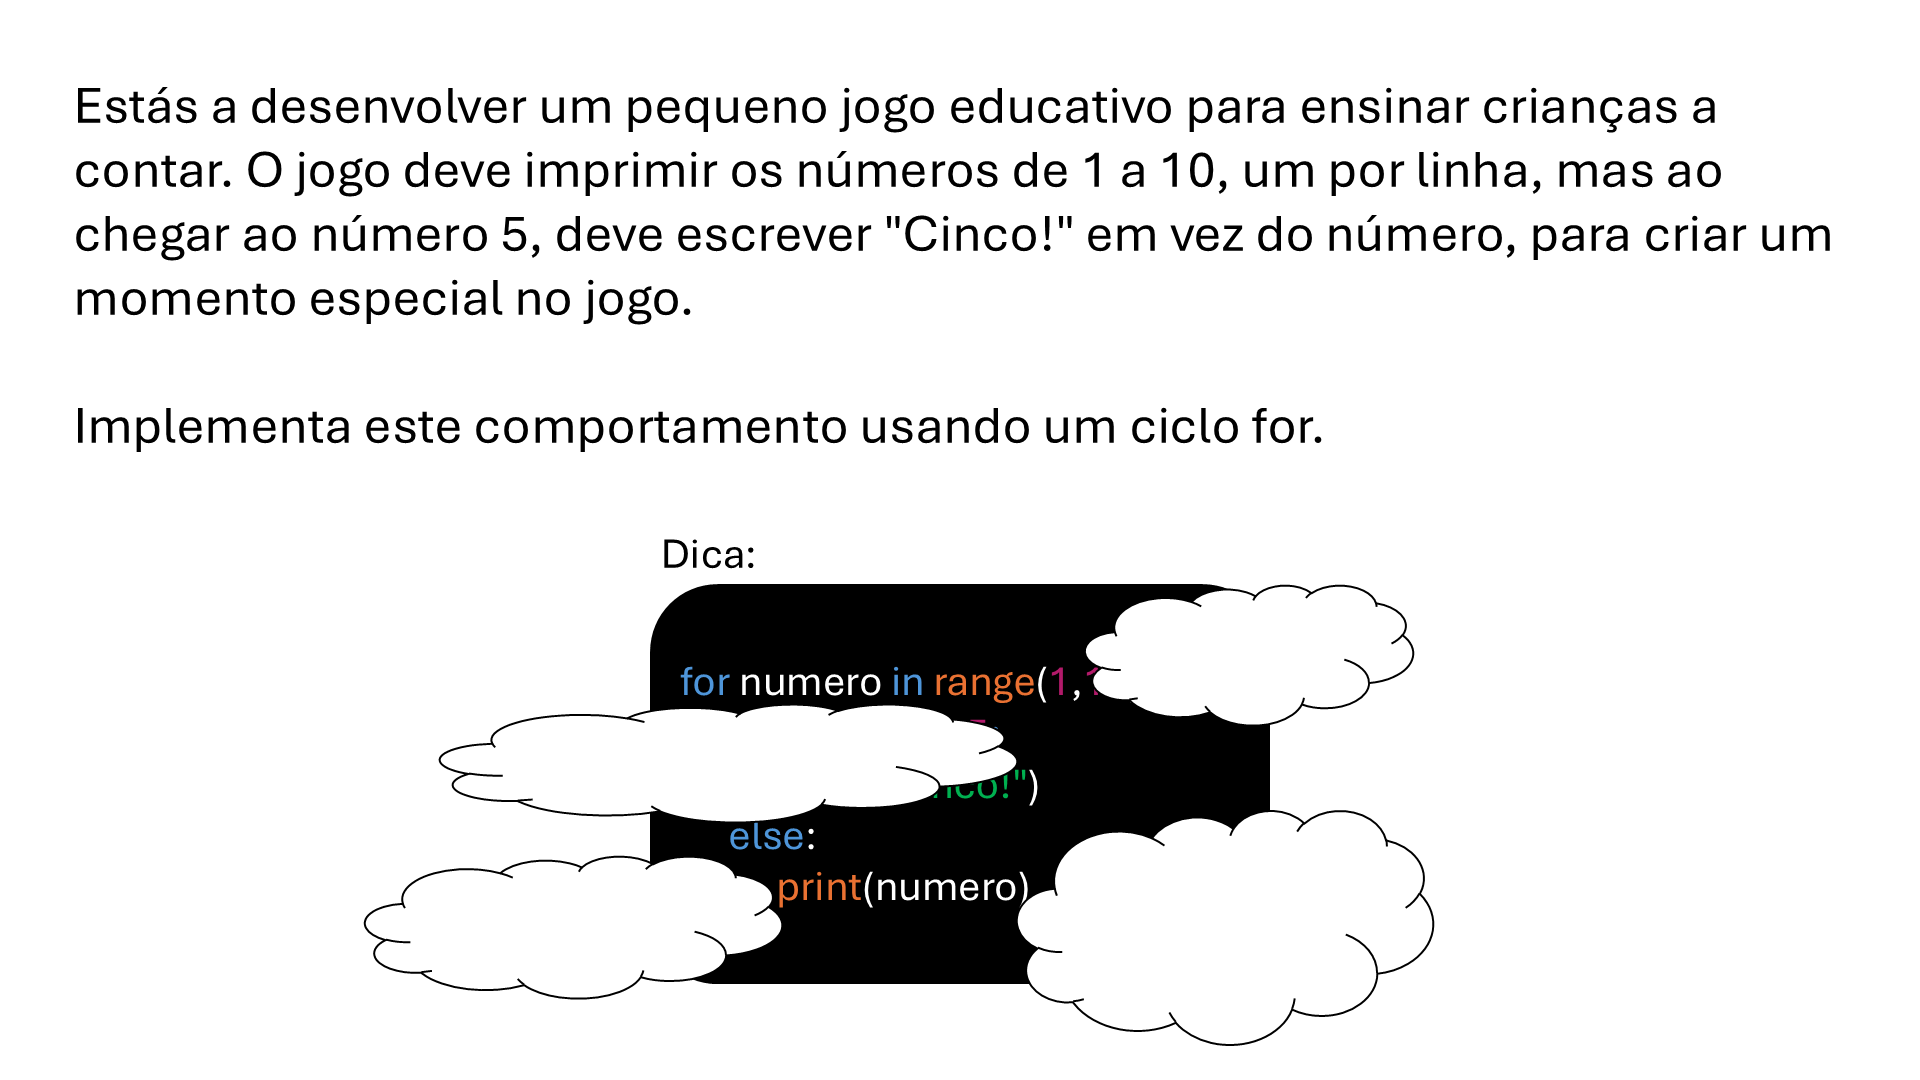 Estás a desenvolver um pequeno jogo educativo para ensinar crianças a
contar. O jogo deve imprimir os números de 1 a 10, um por linha, mas ao
chegar ao número 5, deve escrever "Cinco!" em vez do número, para criar um
momento especial no jogo.
Implementa este comportamento usando um ciclo for.
Dica:
for numero in range(1,
nco!")
else:
print(numero)